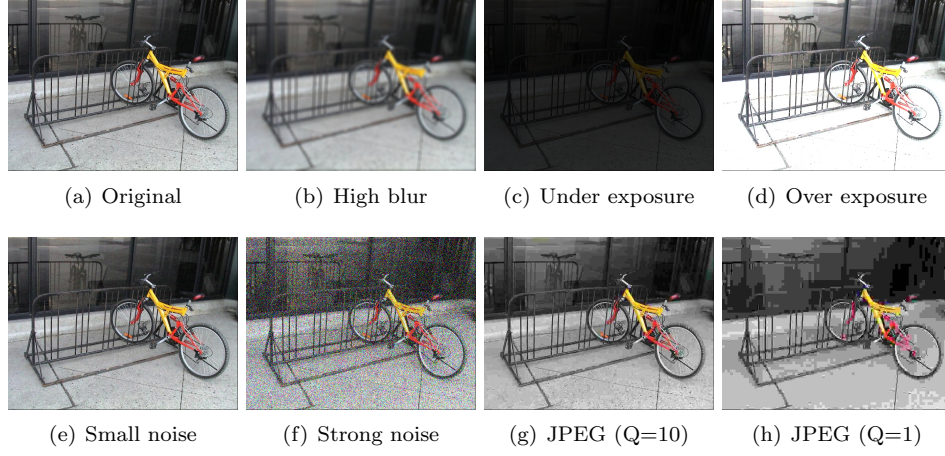 (a) Original
(b) High blur
(c) Under exposure
(d) Over exposure
(e) Small noise
(f) Strong noise
(g) JPEG (Q=10)
(h) JPEG (Q=1)